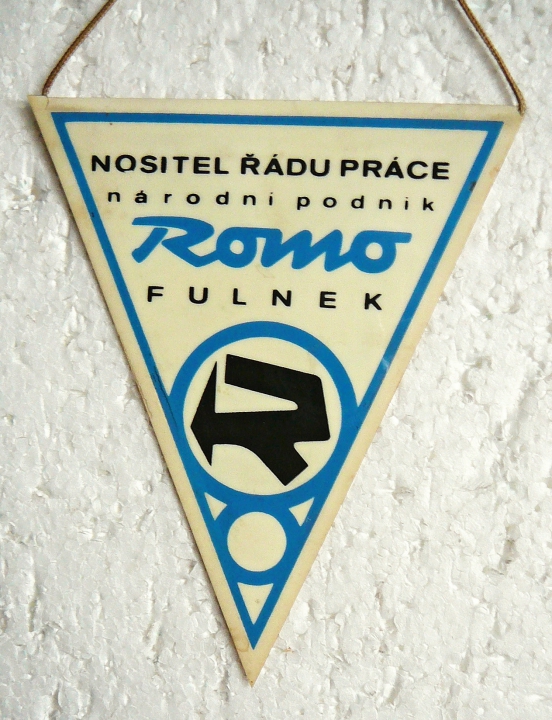 NOSITEL ŘÁDU PRÁCE
národní podnik
Romo
FULNEK